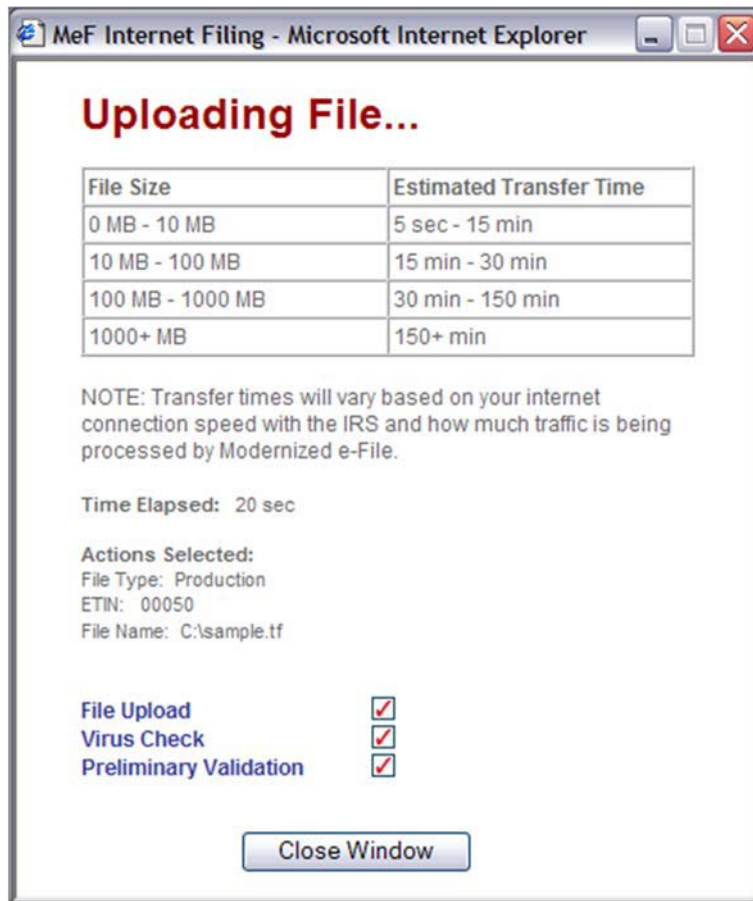 MeF Internet Filing - Microsoft Internet Explorer
Uploading File...
File Size Estimated Transfer Time
0 MB - 10 MB 5 sec - 15 min
10 MB - 100 MB 15 min - 30 min
100 MB - 1000 MB 30 min - 150 min
1000+ MB 150+ min
NOTE: Transfer times will vary based on your internet
connection speed with the IRS and how much traffic is being
processed by Modernized e-File.
Time Elapsed: 20 sec
Actions Selected:
File Type: Production
ETIN: 00050
File Name: C:\sample.tf
File Upload
Virus Check
Preliminary Validation
Close Window